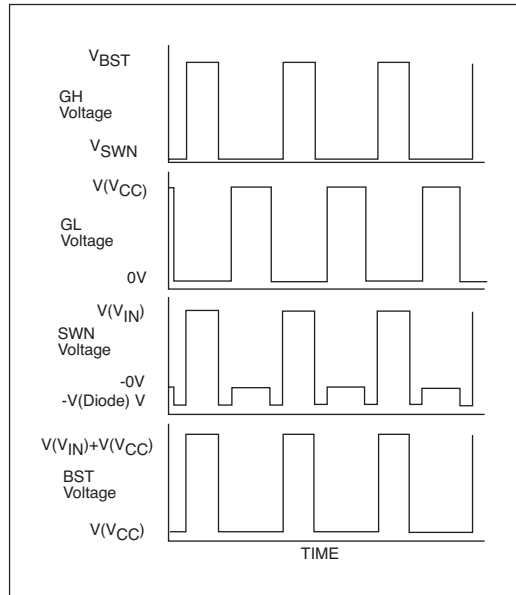 VBST
GH
Voltage
VSWN
V(VCC)
GL
Voltage
0V
V(VIN)
SWN
Voltage
-0V
-V(Diode) V
V(VIN)+V(VCC)
BST
Voltage
V(VCC)
TIME